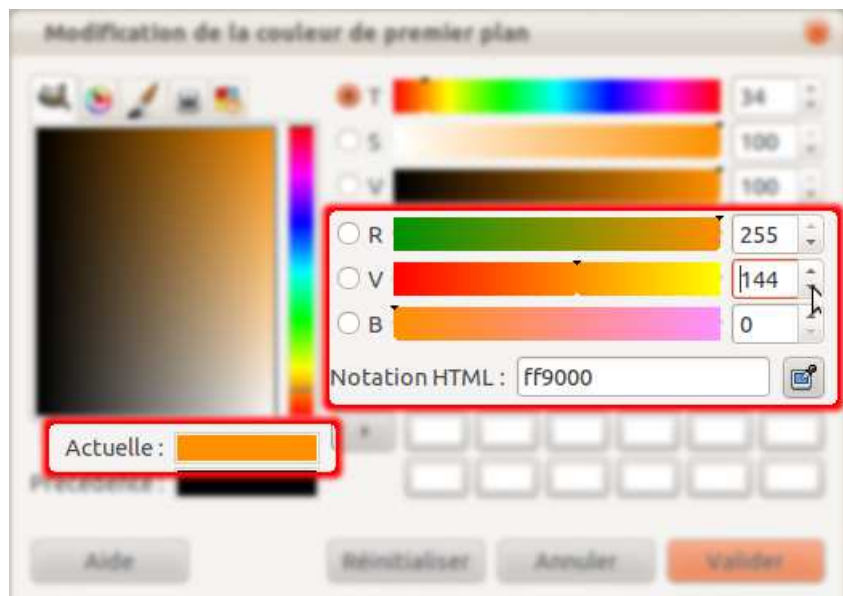 Modification de la couleur de premier plan
T 34
S 100
V 100
R 255
V 144
B 0
Notation HTML : ff9000
Actuelle :
Précédente :
Aide Réinitialiser Annuler Valider